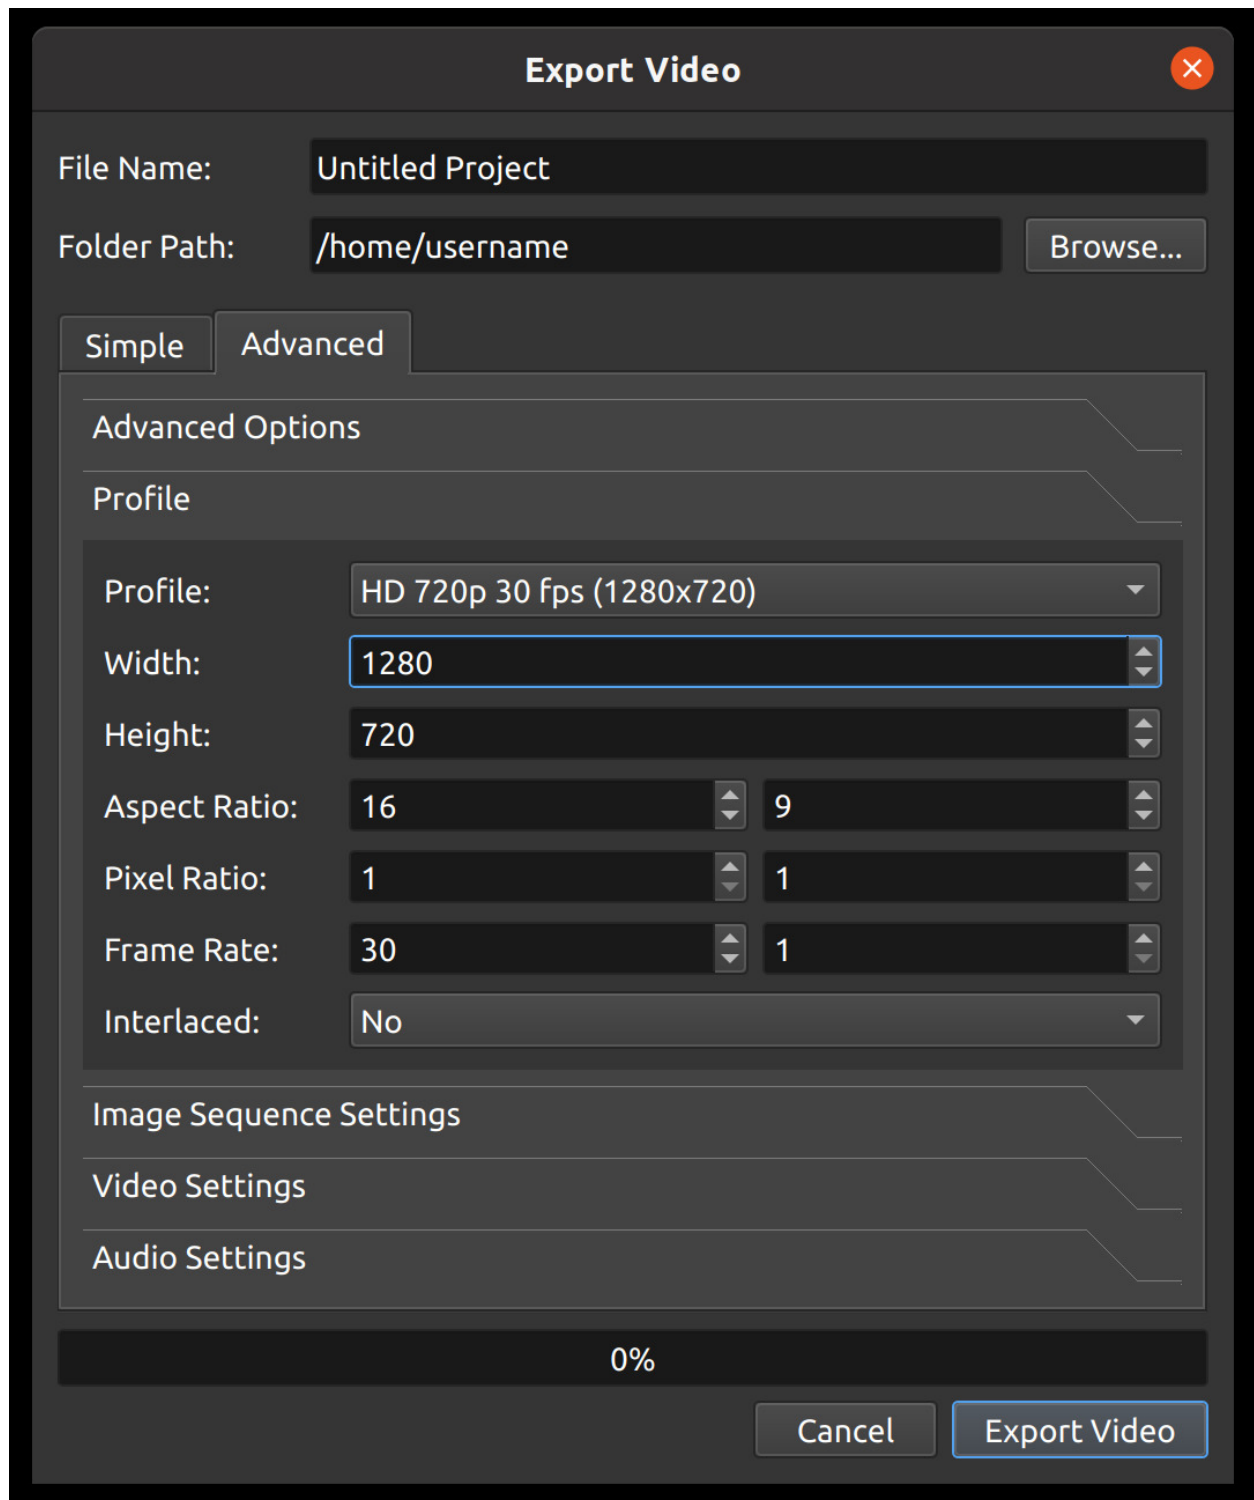 Export Video
File Name: Untitled Project
Folder Path: /home/username Browse...
Simple Advanced
Advanced Options
Profile
Profile: HD 720p 30 fps (1280x720)
Width: 1280
Height: 720
Aspect Ratio: 16 9
Pixel Ratio: 1 1
Frame Rate: 30 1
Interlaced: No
Image Sequence Settings
Video Settings
Audio Settings
0%
Cancel Export Video